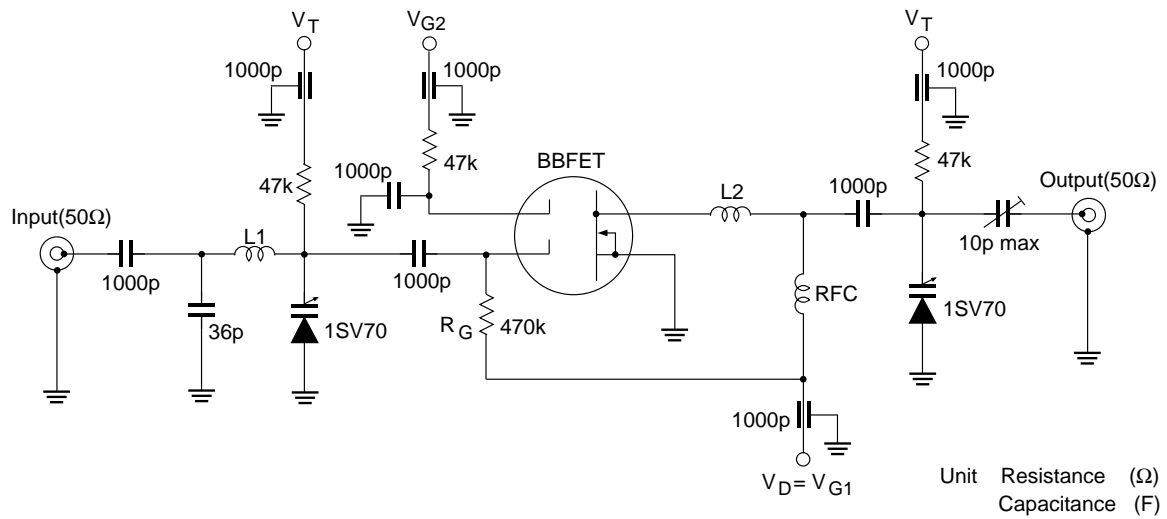 V_T
V_G2
V_T
1000p
1000p
1000p
47k
BBFET
47k
1000p
47k
L2
1000p
Output(50Ω)
Input(50Ω)
L1
10p max
1000p
1000p
RFC
36p
1SV70
R_G
470k
1SV70
1000p
V_D = V_G1
Unit Resistance (Ω)
Capacitance (F)